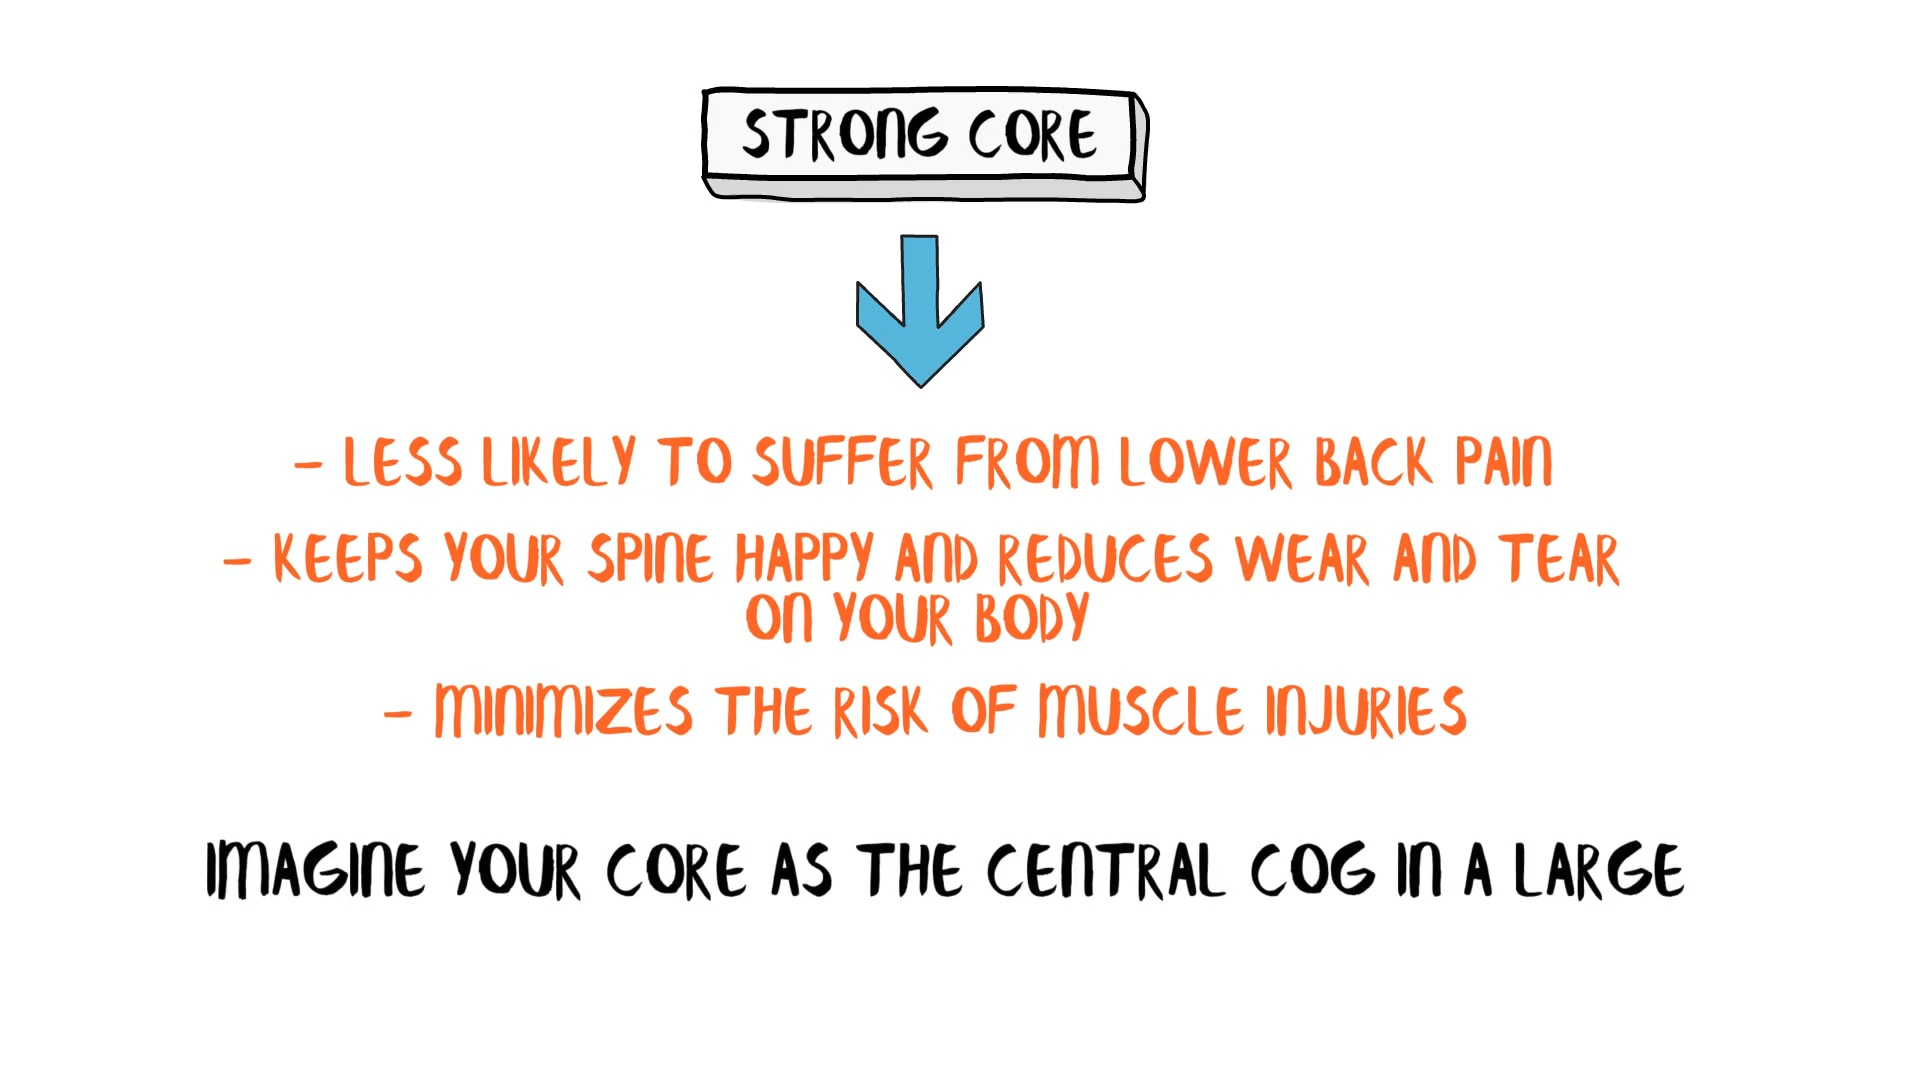 STRONG CORE
- LESS LIKELY TO SUFFER FROM LOWER BACK PAIN
- KEEPS YOUR SPINE HAPPY AND REDUCES WEAR AND TEAR
ON YOUR BODY
- MINIMIZES THE RISK OF MUSCLE INJURIES
IMAGINE YOUR CORE AS THE CENTRAL COG IN A LARGE